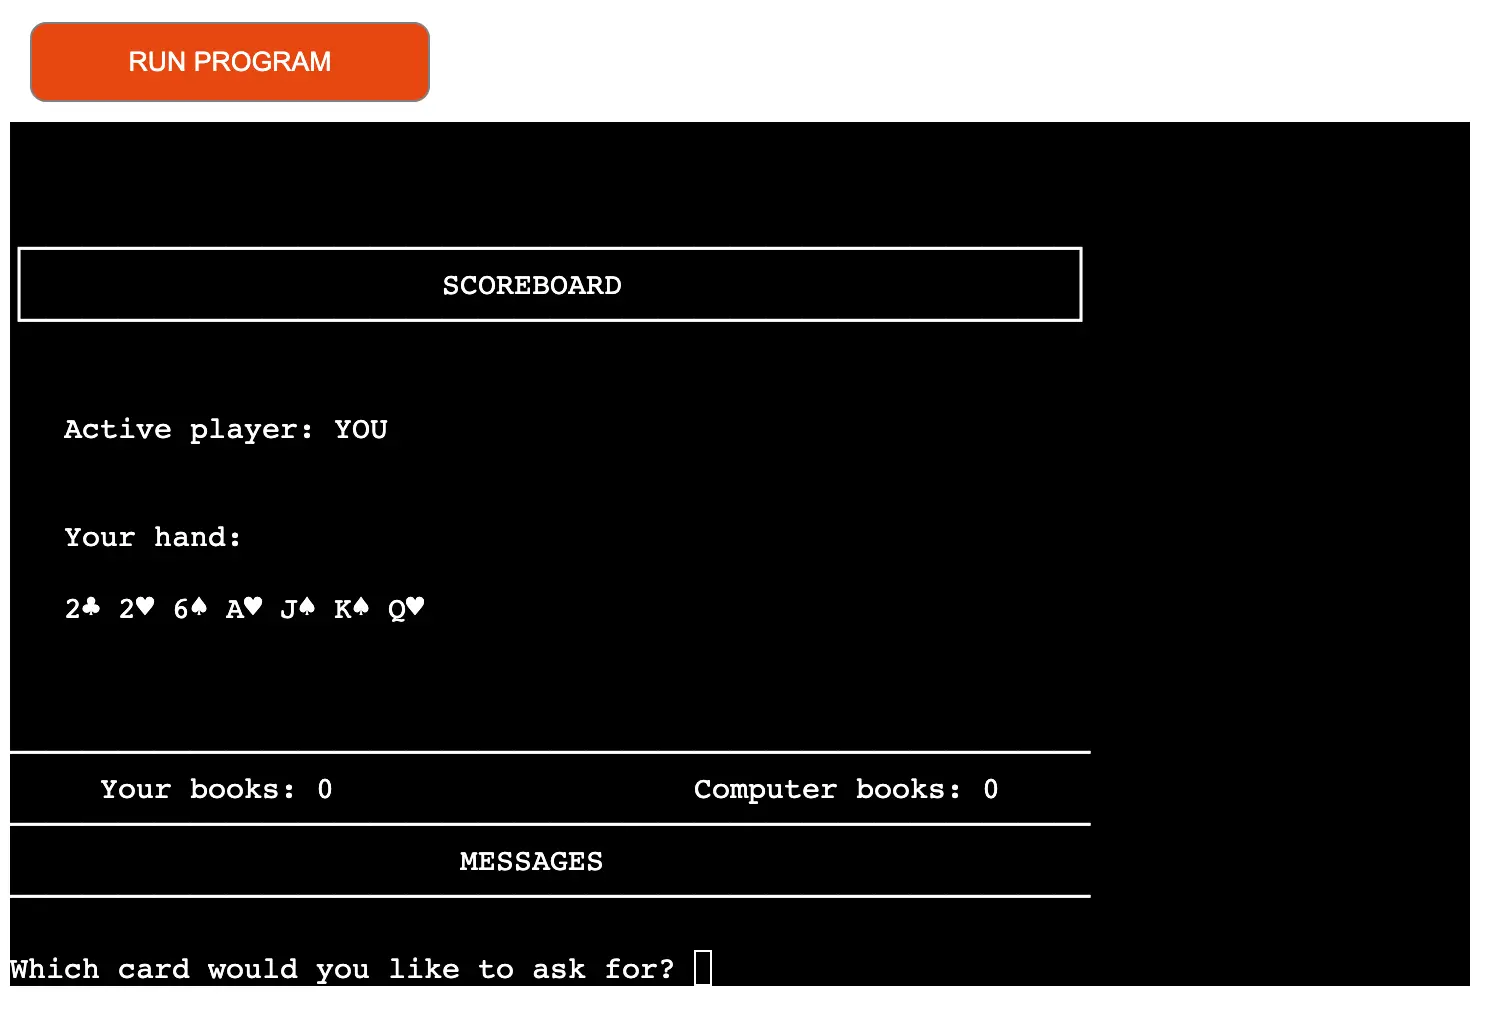 RUN PROGRAM
SCOREBOARD
Active player: YOU
Your hand:
2♣ 2♥ 6♠ A♥ J♠ K♠ Q♥
Your books: 0 Computer books: 0
MESSAGES
Which card would you like to ask for?